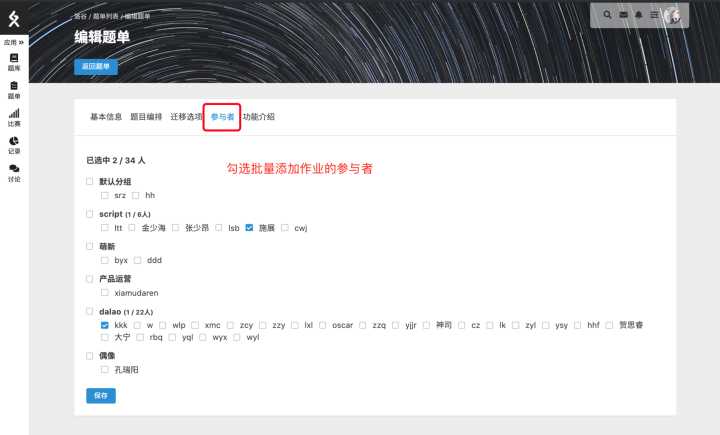 洛谷 / 题单列表 / 编辑题单
编辑题单
返回题单
应用
题库
题单
比赛
记录
讨论
基本信息 题目编排 迁移选项 参与者 功能介绍
已选中 2 / 34 人
勾选批量添加作业的参与者
默认分组
srz hh
script (1 / 6人)
ltt 金少海 张少昂 lsb 施展 cwj
萌新
byx ddd
产品运营
xiamudaren
dalao (1 / 22人)
kkk w wlp xmc zcy zzy lxl oscar zzq yjjr 神司 cz lk zyl ysy hhf 贾思睿
大宁 rbq yql wyx wyl
偶像
孔瑞阳
保存